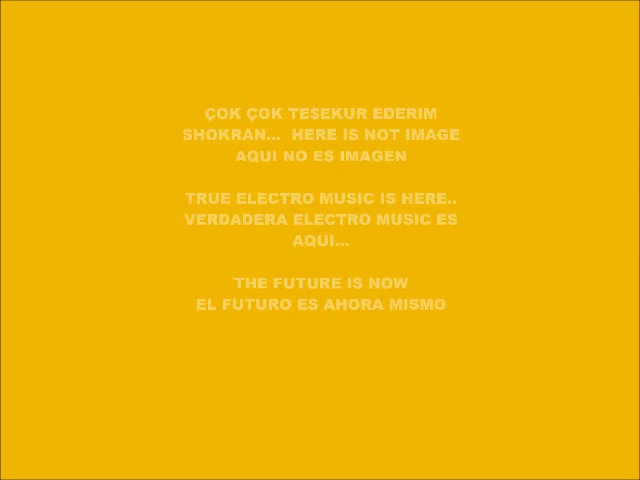 ÇOK ÇOK TESEKUR EDERIM
SHOKRAN... HERE IS NOT IMAGE
AQUI NO ES IMAGEN
TRUE ELECTRO MUSIC IS HERE..
VERDADERA ELECTRO MUSIC ES
AQUI...
THE FUTURE IS NOW
EL FUTURO ES AHORA MISMO